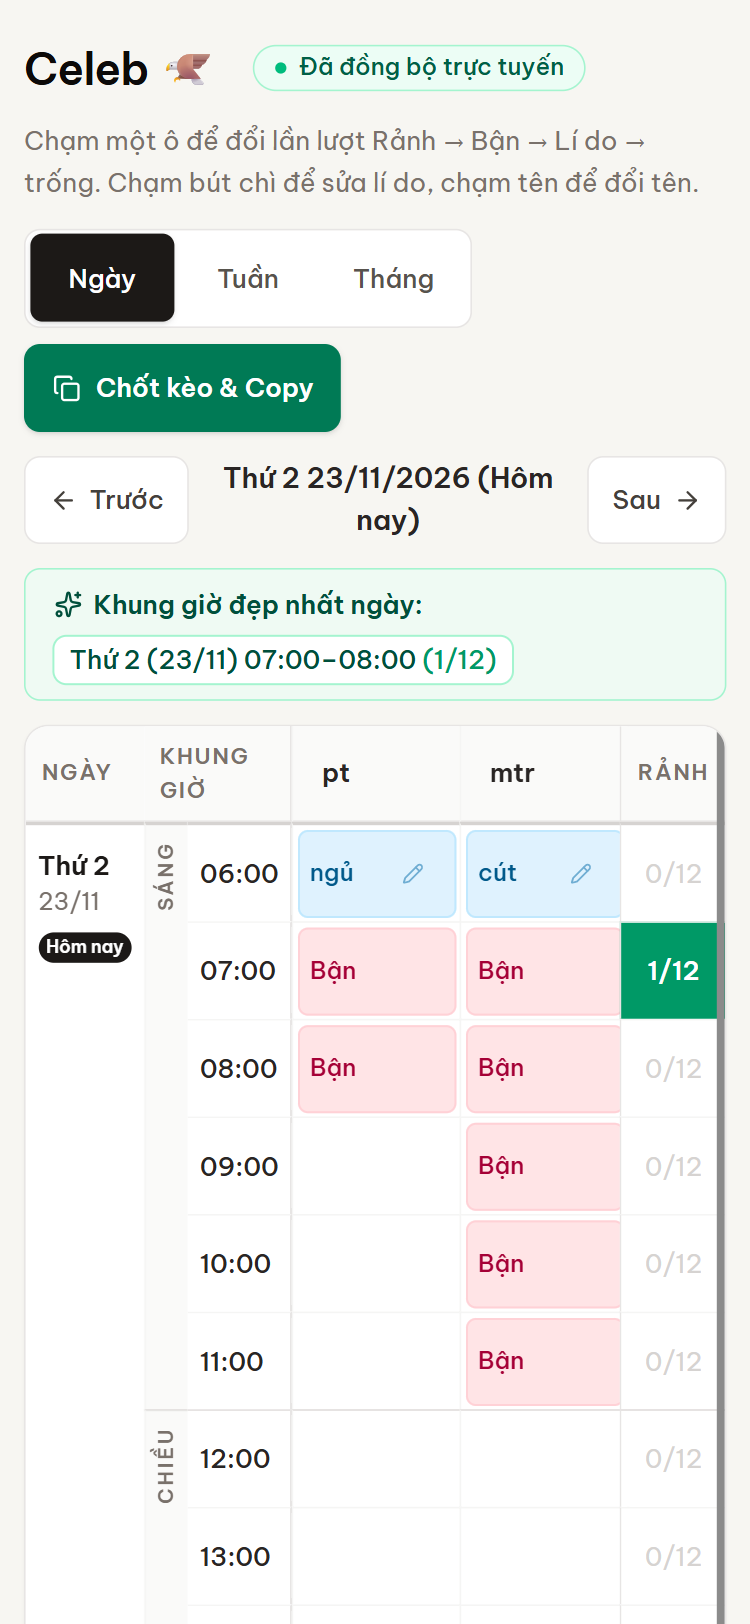 Celeb
Đã đồng bộ trực tuyến
Chạm một ô để đổi lần lượt Rảnh → Bận → Lí do →
trống. Chạm bút chì để sửa lí do, chạm tên để đổi tên.
Ngày Tuần Tháng
Chốt kèo & Copy
← Trước
Thứ 2 23/11/2026 (Hôm
nay)
Sau →
Khung giờ đẹp nhất ngày:
Thứ 2 (23/11) 07:00–08:00 (1/12)
NGÀY KHUNG GIỜ pt mtr RẢNH
Thứ 2
23/11
Hôm nay
SÁNG
06:00 ngủ cút 0/12
07:00 Bận Bận 1/12
08:00 Bận Bận 0/12
09:00 Bận 0/12
10:00 Bận 0/12
11:00 Bận 0/12
CHIỀU
12:00 0/12
13:00 0/12